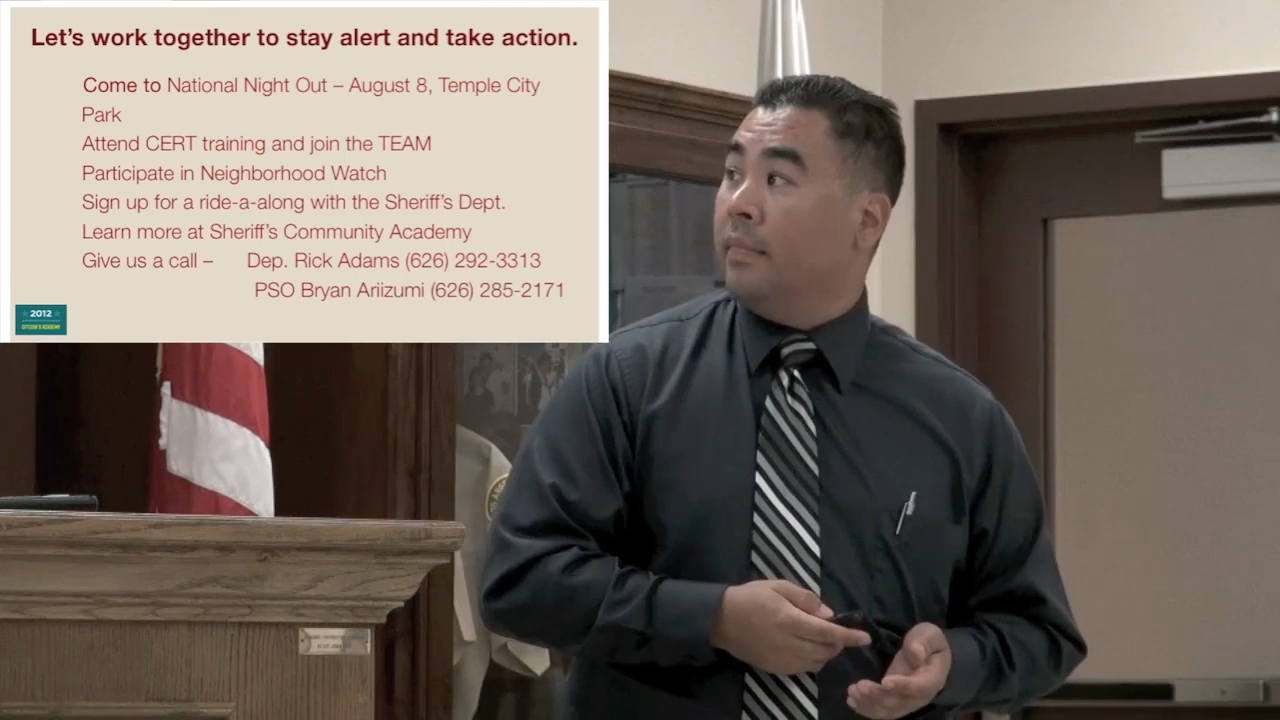 Let's work together to stay alert and take action.
Come to National Night Out – August 8, Temple City
Park
Attend CERT training and join the TEAM
Participate in Neighborhood Watch
Sign up for a ride-a-along with the Sheriff's Dept.
Learn more at Sheriff's Community Academy
Give us a call – Dep. Rick Adams (626) 292-3313
PSO Bryan Ariizumi (626) 285-2171
2012
CITIZEN'S ACADEMY